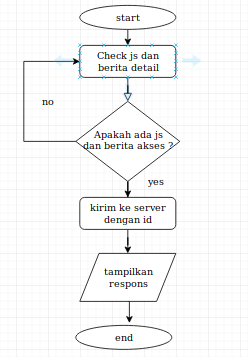 start
Check js dan
berita detail
no
Apakah ada js
dan berita akses ?
yes
kirim ke server
dengan id
tampilkan
respons
end